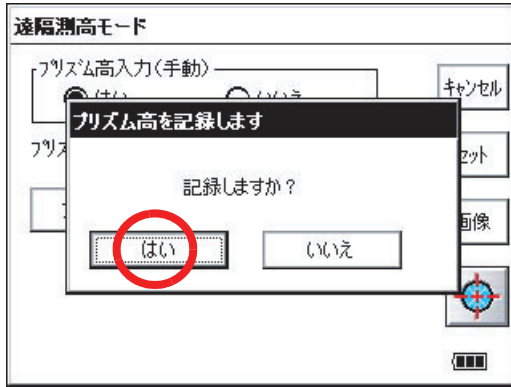 遠隔測高モード
プリズム高入力(手動)
キャンセル
プリズム高を記録します
記録しますか？
はい
いいえ
画像